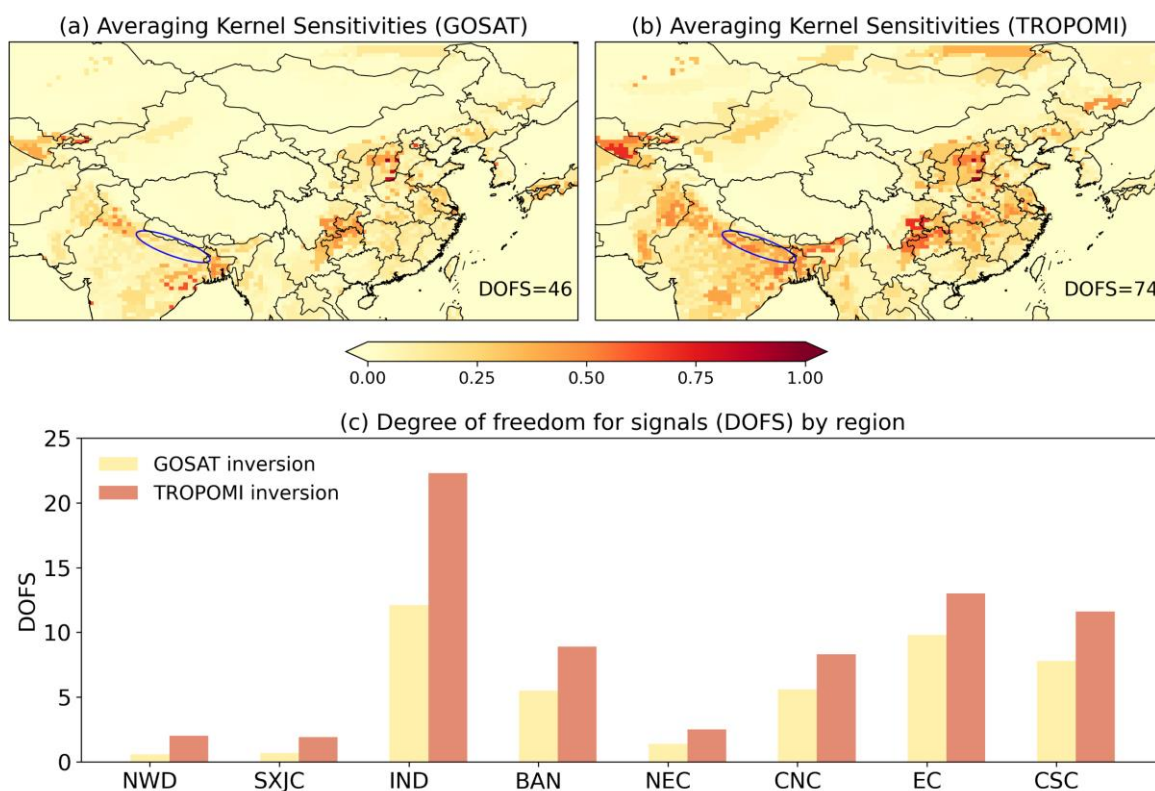 (a) Averaging Kernel Sensitivities (GOSAT)
(b) Averaging Kernel Sensitivities (TROPOMI)
DOFS=46
DOFS=74
0.00 0.25 0.50 0.75 1.00
(c) Degree of freedom for signals (DOFS) by region
25
20
15
10
5
0
DOFS
GOSAT inversion
TROPOMI inversion
NWD SXJC IND BAN NEC CNC EC CSC